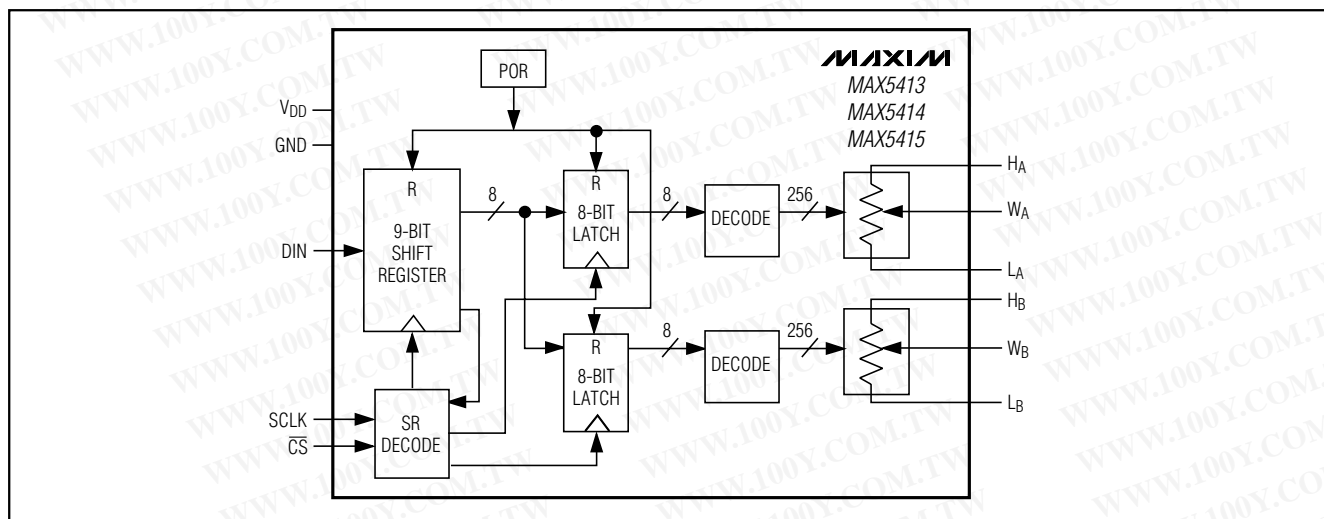 POR
MAXIM
MAX5413
MAX5414
MAX5415
VDD
GND
R
9-BIT
SHIFT
REGISTER
8
R
8-BIT
LATCH
8
DECODE
256
HA
WA
LA
DIN
R
8-BIT
LATCH
8
DECODE
256
HB
WB
LB
SCLK
CS
SR
DECODE
WWW.100Y.COM.TW